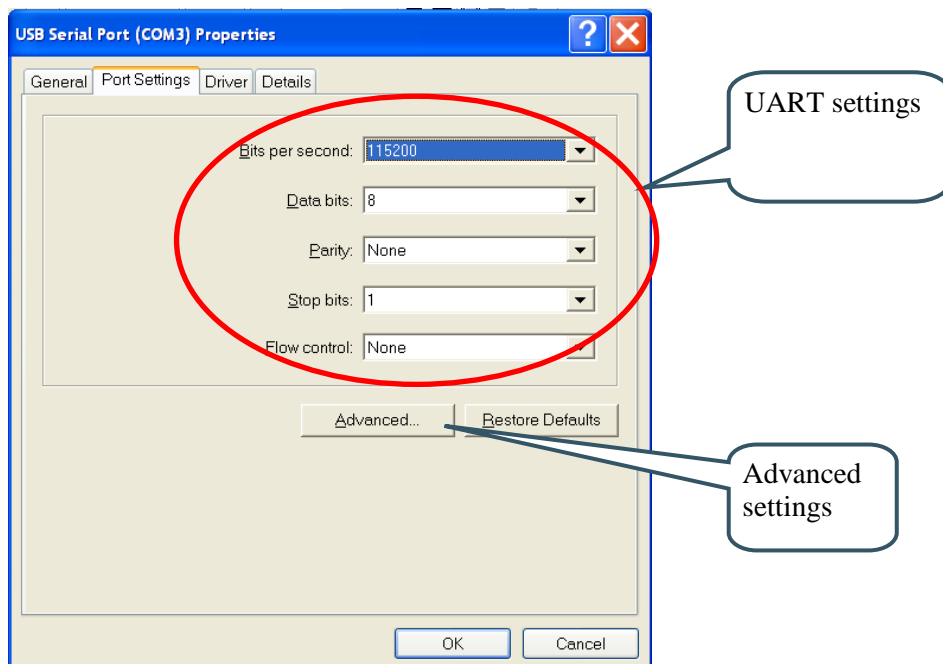 USB Serial Port (COM3) Properties
?
General Port Settings Driver Details
UART settings
Bits per second: 115200
Data bits: 8
Parity: None
Stop bits: 1
Flow control: None
Advanced... Restore Defaults
Advanced
settings
OK Cancel